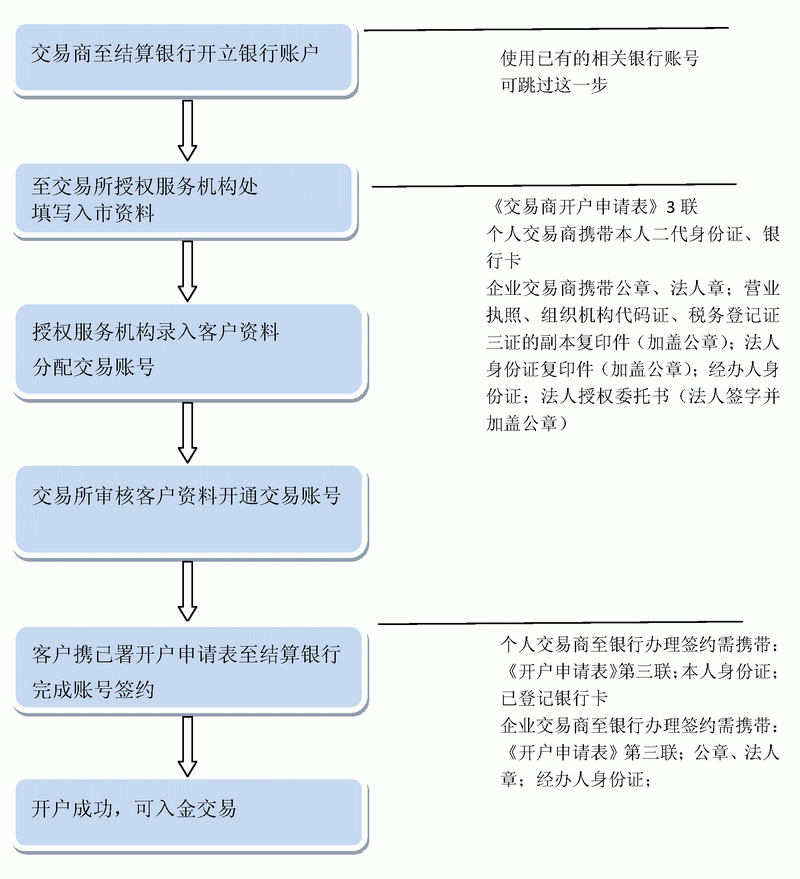 交易商至结算银行开立银行账户
使用已有的相关银行账号
可跳过这一步
至交易所授权服务机构处
填写入市资料
《交易商开户申请表》3 联
个人交易商携带本人二代身份证、银
行卡
企业交易商携带公章、法人章；营业
执照、组织机构代码证、税务登记证
三证的副本复印件（加盖公章）；法人
身份证复印件（加盖公章）；经办人身
份证；法人授权委托书（法人签字并
加盖公章）
授权服务机构录入客户资料
分配交易账号
交易所审核客户资料开通交易账号
客户携已署开户申请表至结算银行
完成账号签约
个人交易商至银行办理签约需携带：
《开户申请表》第三联；本人身份证；
已登记银行卡
企业交易商至银行办理签约需携带：
《开户申请表》第三联；公章、法人
章；经办人身份证；
开户成功，可入金交易